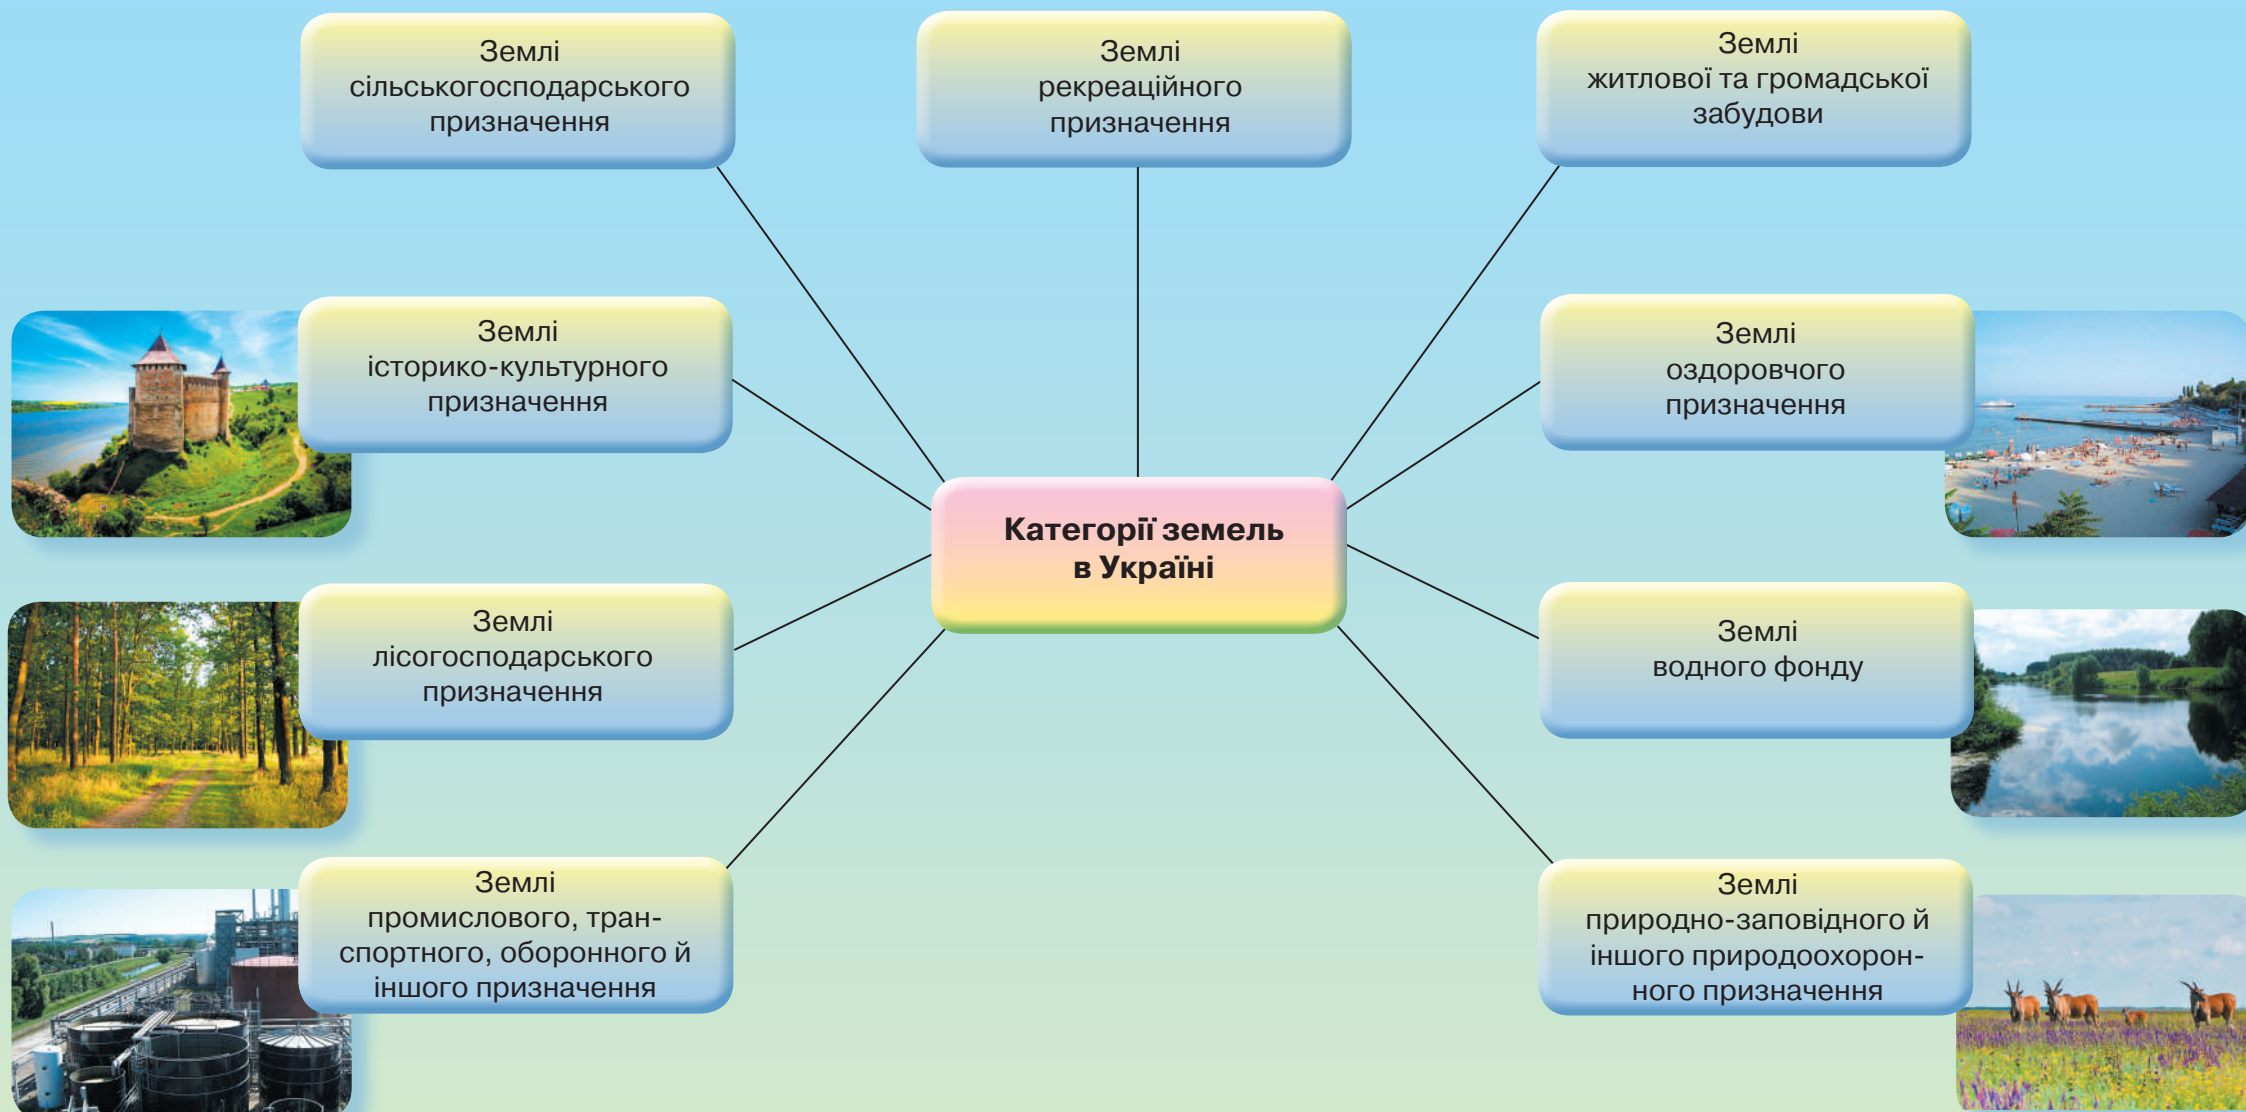 Землі
сільськогосподарського
призначення
Землі
рекреаційного
призначення
Землі
житлової та громадської
забудови
Землі
історико-культурного
призначення
Землі
оздоровчого
призначення
Категорії земель
в Україні
Землі
лісогосподарського
призначення
Землі
водного фонду
Землі
промислового, тран-
спортного, оборонного й
іншого призначення
Землі
природно-заповідного й
іншого природоохорон-
ного призначення